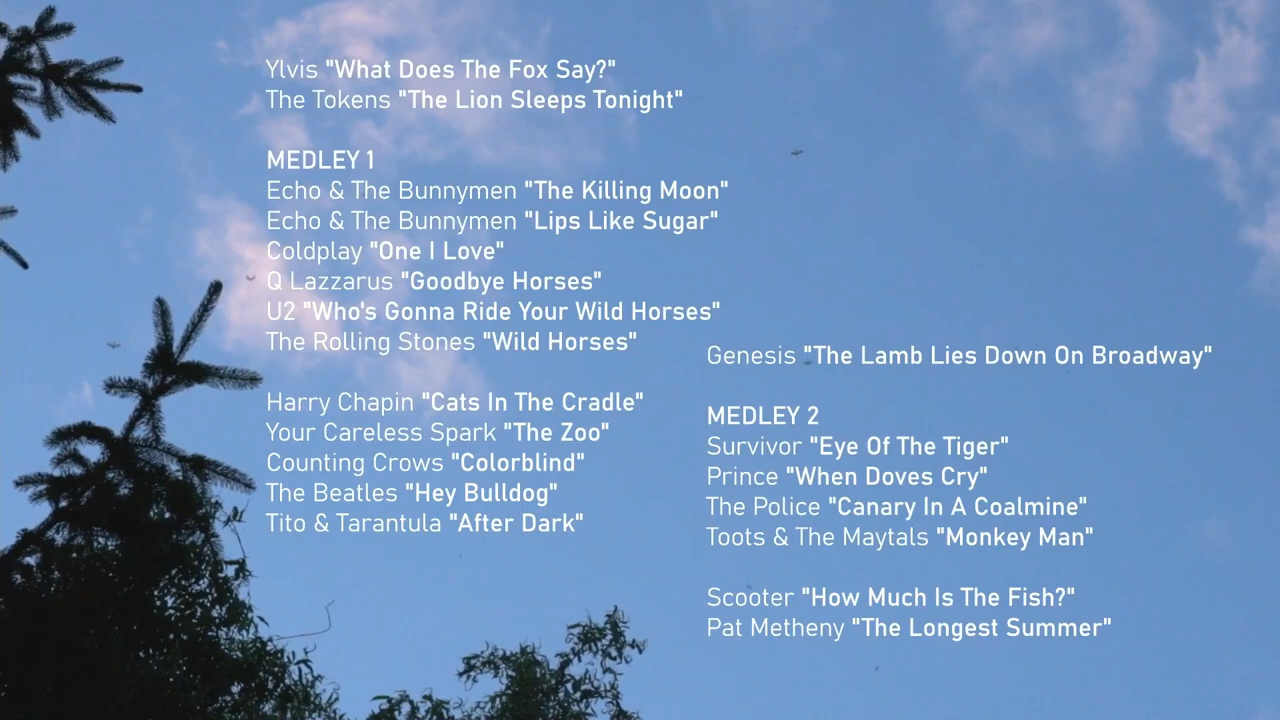 Ylvis "What Does The Fox Say?"
The Tokens "The Lion Sleeps Tonight"
MEDLEY 1
Echo & The Bunnymen "The Killing Moon"
Echo & The Bunnymen "Lips Like Sugar"
Coldplay "One I Love"
Q Lazzarus "Goodbye Horses"
U2 "Who's Gonna Ride Your Wild Horses"
The Rolling Stones "Wild Horses"
Harry Chapin "Cats In The Cradle"
Your Careless Spark "The Zoo"
Counting Crows "Colorblind"
The Beatles "Hey Bulldog"
Tito & Tarantula "After Dark"
Genesis "The Lamb Lies Down On Broadway"
MEDLEY 2
Survivor "Eye Of The Tiger"
Prince "When Doves Cry"
The Police "Canary In A Coalmine"
Toots & The Maytals "Monkey Man"
Scooter "How Much Is The Fish?"
Pat Metheny "The Longest Summer"